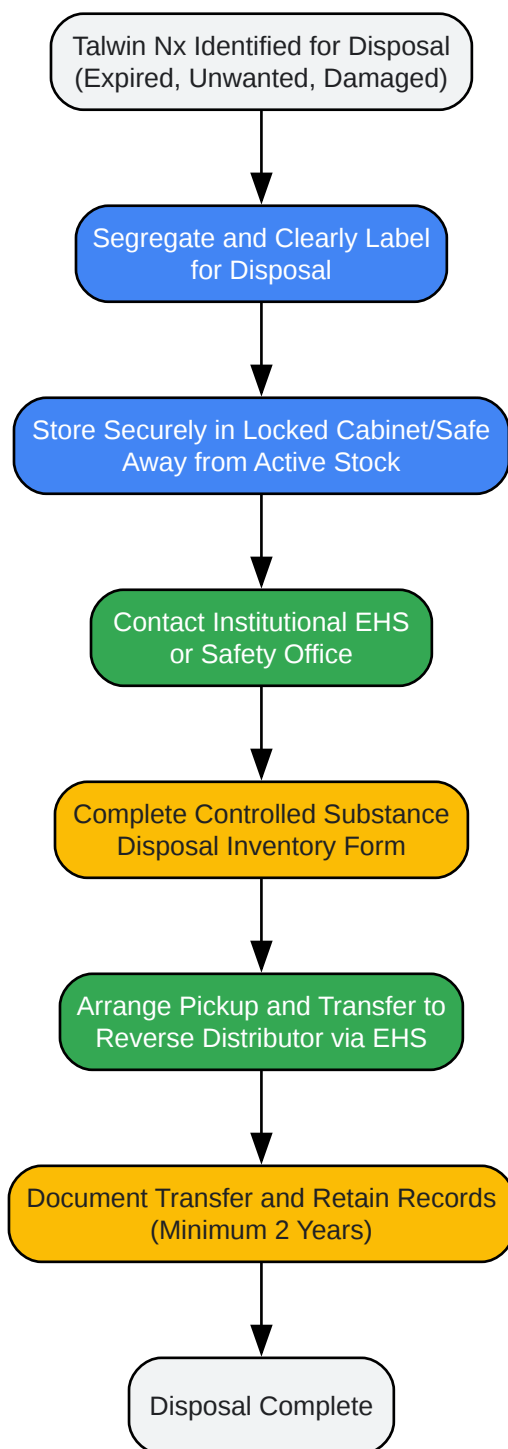 Talwin Nx Identified for Disposal
(Expired, Unwanted, Damaged)
Segregate and Clearly Label
for Disposal
Store Securely in Locked Cabinet/Safe
Away from Active Stock
Contact Institutional EHS
or Safety Office
Complete Controlled Substance
Disposal Inventory Form
Arrange Pickup and Transfer to
Reverse Distributor via EHS
Document Transfer and Retain Records
(Minimum 2 Years)
Disposal Complete